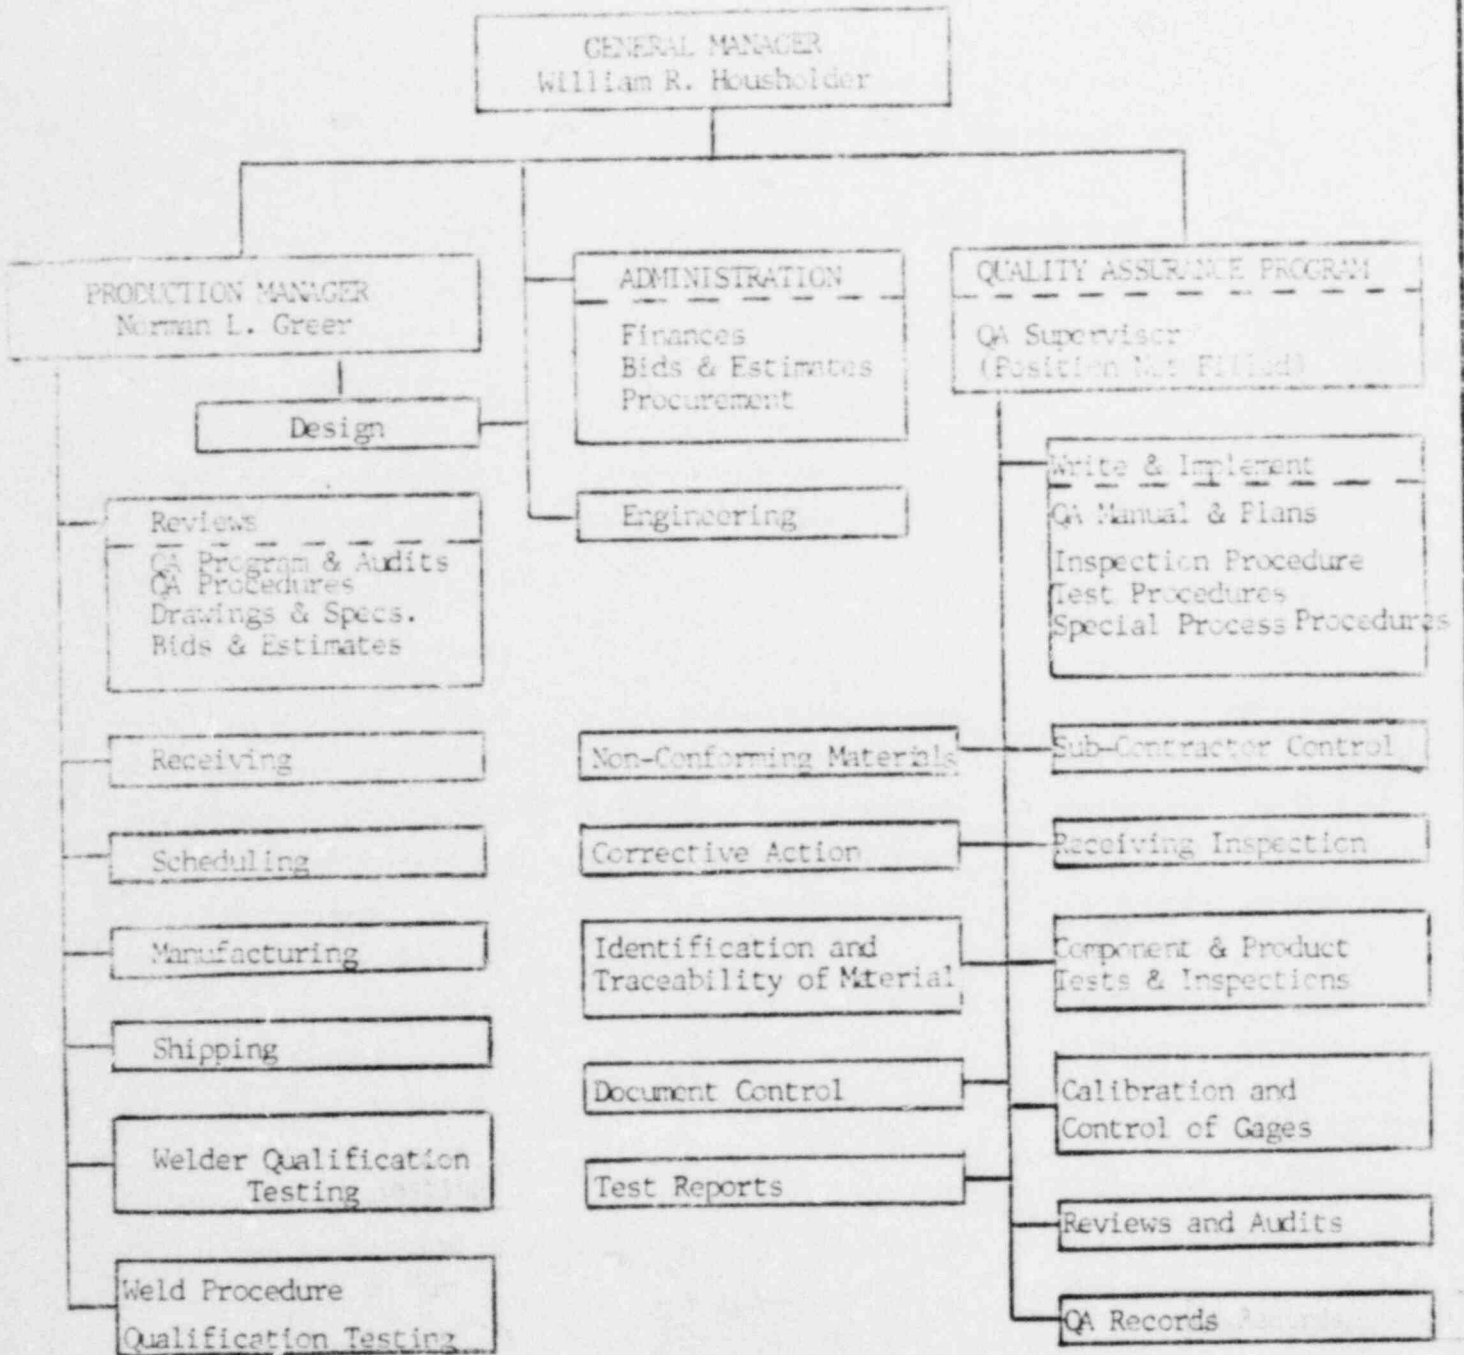 GENERAL MANAGER
William R. Housholder
PRODUCTION MANAGER
Norman L. Greer
Design
Reviews
QA Program & Audits
QA Procedures
Drawings & Specs.
Bids & Estimates
Receiving
Scheduling
Manufacturing
Shipping
Welder Qualification
Testing
Weld Procedure
Qualification Testing
ADMINISTRATION
Finances
Bids & Estimates
Procurement
Engineering
QUALITY ASSURANCE PROGRAM
QA Supervisor
(Position Not Filled)
Write & Implement
QA Manual & Plans
Inspection Procedure
Test Procedures
Special Process Procedures
Non-Conforming Materials
Sub-Contractor Control
Corrective Action
Receiving Inspection
Identification and
Traceability of Material
Component & Product
Tests & Inspections
Document Control
Calibration and
Control of Gages
Test Reports
Reviews and Audits
QA Records